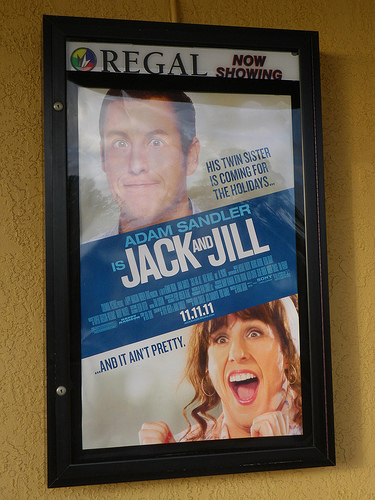 REGAL
NOW
SHOWING
HIS TWIN SISTER
IS COMING FOR
THE HOLIDAYS...
ADAM SANDLER
IS JACK AND JILL
11.11.11
...AND IT AIN'T PRETTY.